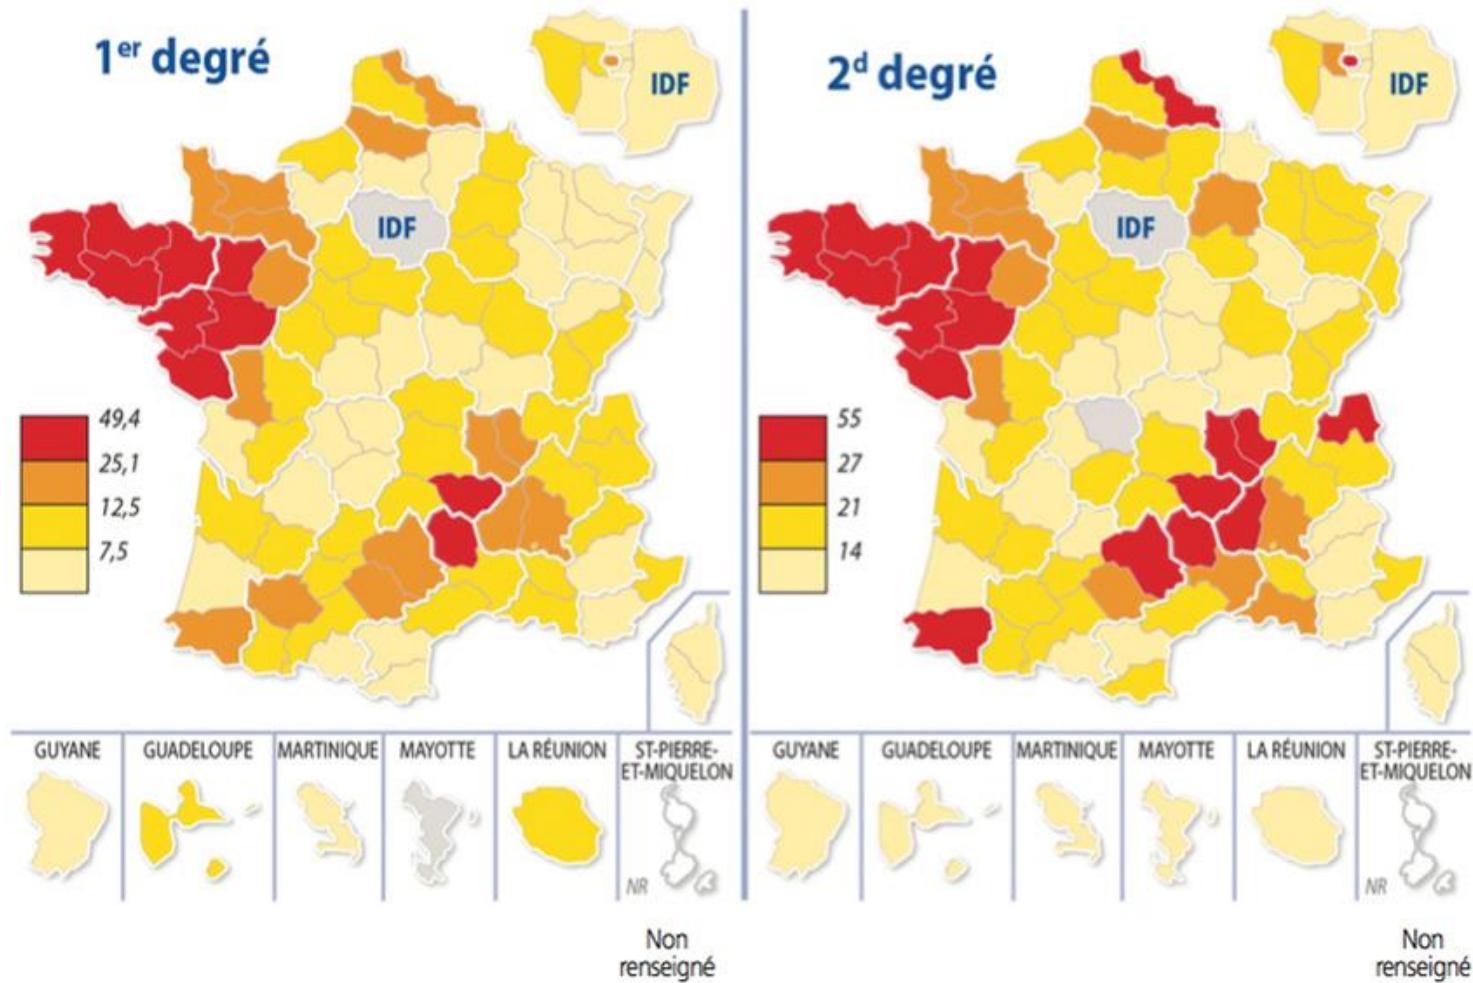 1er degré
IDF
IDF
49,4
25,1
12,5
7,5
GUYANE
GUADELOUPE
MARTINIQUE
MAYOTTE
LA RÉUNION
ST-PIERRE-
ET-MIQUELON
NR
Non
renseigné
2d degré
IDF
IDF
55
27
21
14
GUYANE
GUADELOUPE
MARTINIQUE
MAYOTTE
LA RÉUNION
ST-PIERRE-
ET-MIQUELON
NR
Non
renseigné